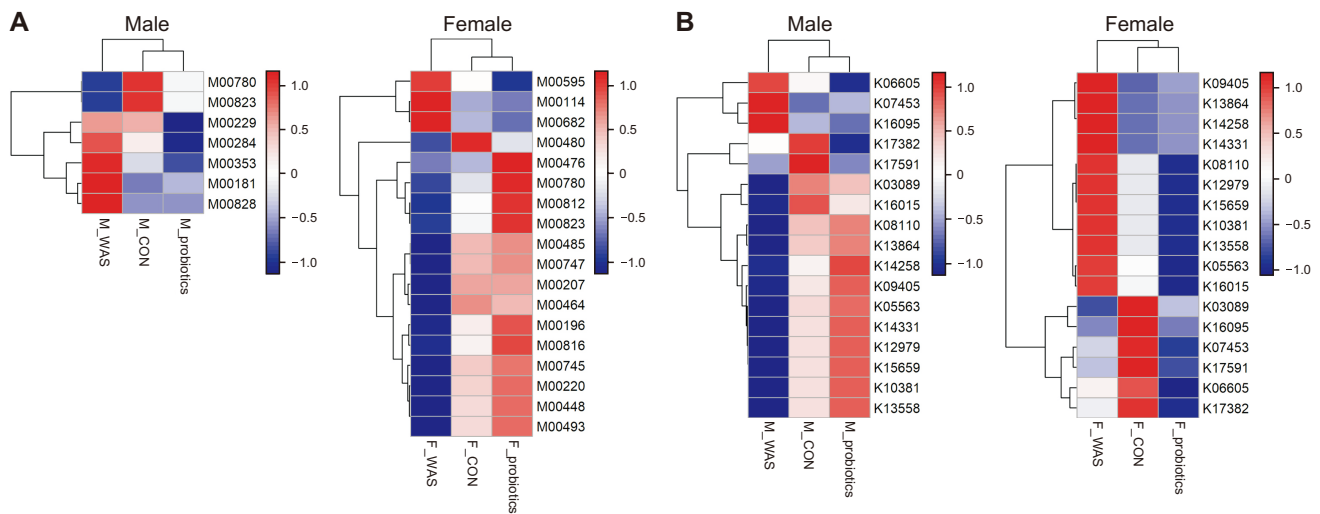 A
Male
M00780
M00823
M00229
M00284
M00353
M00181
M00828
1.0
0.5
0
−0.5
−1.0
M_WAS
M_CON
M_probiotics
Female
M00595
M00114
M00682
M00480
M00476
M00780
M00812
M00823
M00485
M00747
M00207
M00464
M00196
M00816
M00745
M00220
M00448
M00493
1.0
0.5
0
−0.5
−1.0
F_WAS
F_CON
F_probiotics
B
Male
K06605
K07453
K16095
K17382
K17591
K03089
K16015
K08110
K13864
K14258
K09405
K05563
K14331
K12979
K15659
K10381
K13558
1.0
0.5
0
−0.5
−1.0
M_WAS
M_CON
M_probiotics
Female
K09405
K13864
K14258
K14331
K08110
K12979
K15659
K10381
K13558
K05563
K16015
K03089
K16095
K07453
K17591
K06605
K17382
1.0
0.5
0
−0.5
−1.0
F_WAS
F_CON
F_probiotics